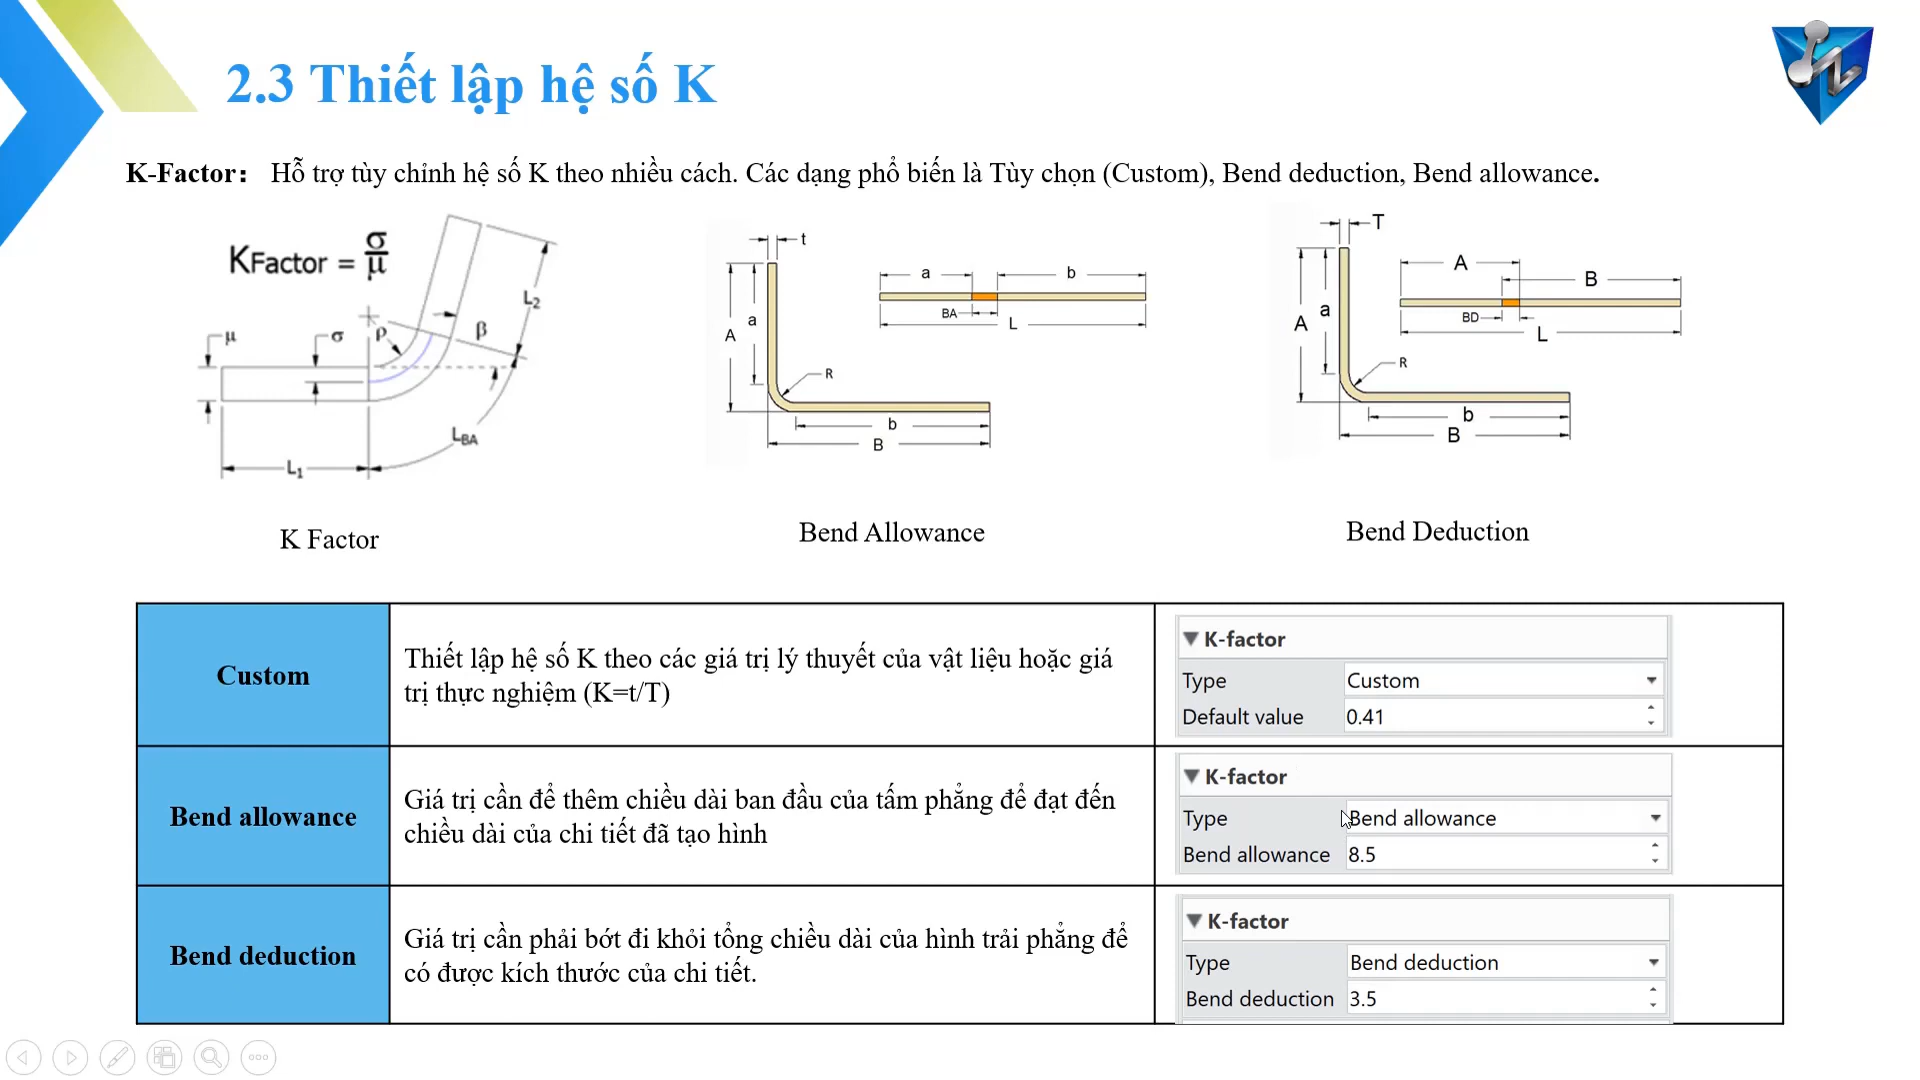 2.3 Thiết lập hệ số K
K-Factor: Hỗ trợ tùy chỉnh hệ số K theo nhiều cách. Các dạng phổ biến là Tùy chọn (Custom), Bend deduction, Bend allowance.
KFactor = σ/μ
μ
σ
ρ
β
L2
LBA
L1
K Factor
t
a
A
R
b
B
a
b
BA
L
Bend Allowance
T
a
A
R
b
B
A
B
BD
L
Bend Deduction
Custom
Thiết lập hệ số K theo các giá trị lý thuyết của vật liệu hoặc giá
trị thực nghiệm (K=t/T)
K-factor
Type Custom
Default value 0.41
Bend allowance
Giá trị cần để thêm chiều dài ban đầu của tấm phẳng để đạt đến
chiều dài của chi tiết đã tạo hình
K-factor
Type Bend allowance
Bend allowance 8.5
Bend deduction
Giá trị cần phải bớt đi khỏi tổng chiều dài của hình trải phẳng để
có được kích thước của chi tiết.
K-factor
Type Bend deduction
Bend deduction 3.5